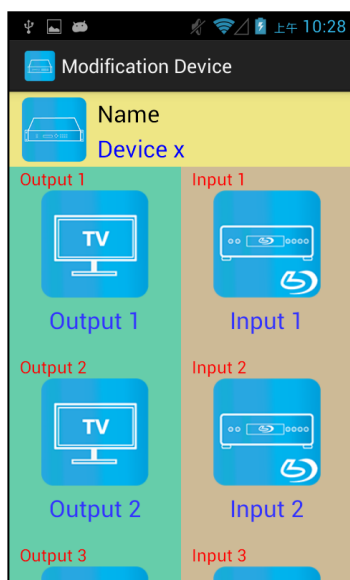 上午 10:28
Modification Device
Name
Device x
Output 1
Input 1
TV
Output 1
Input 1
Output 2
Input 2
TV
Output 2
Input 2
Output 3
Input 3